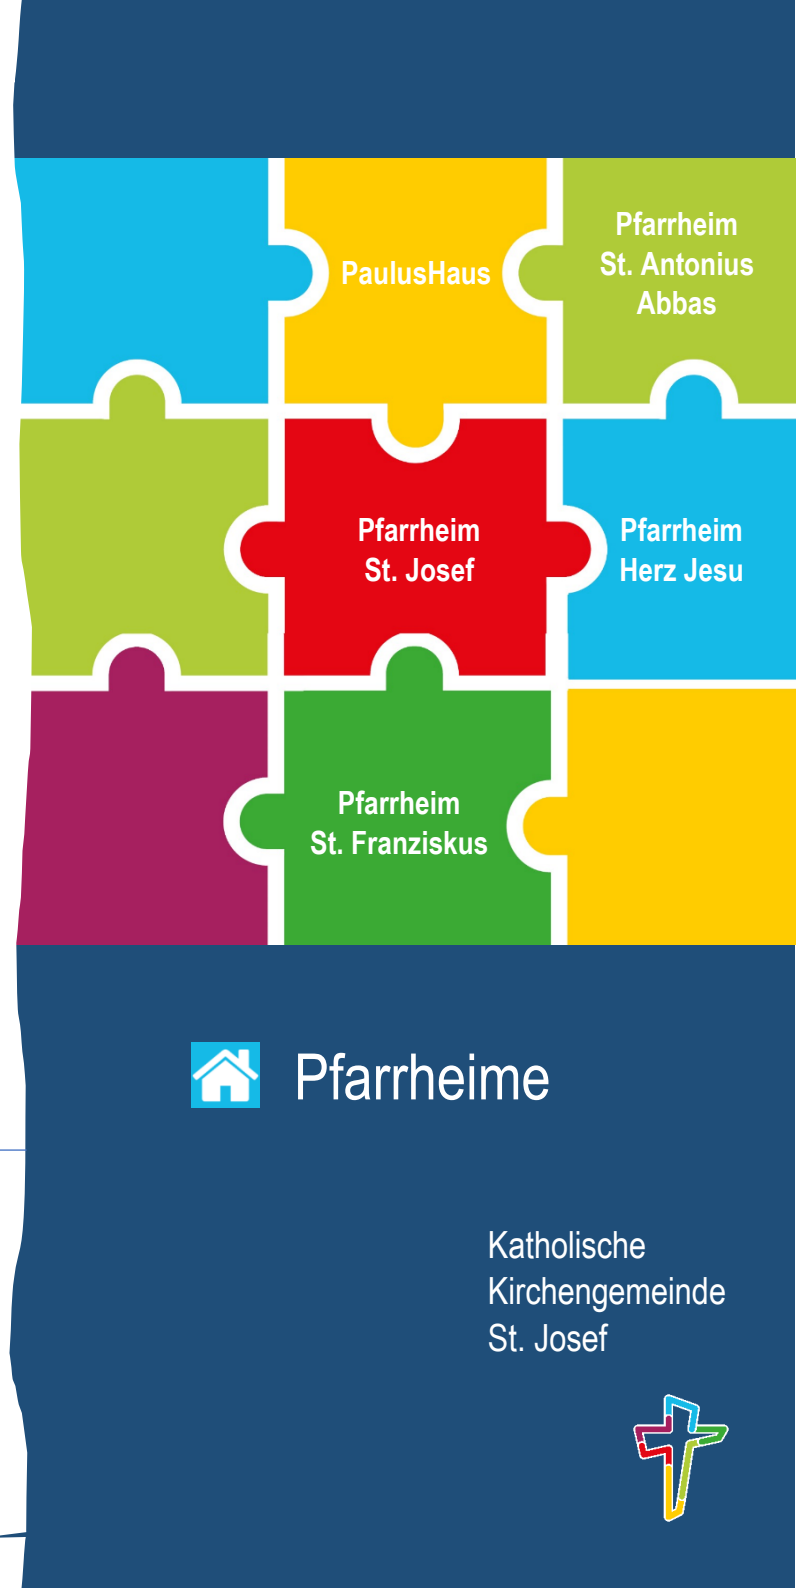 PaulusHaus
Pfarrheim
St. Antonius
Abbas
Pfarrheim
St. Josef
Pfarrheim
Herz Jesu
Pfarrheim
St. Franziskus
Pfarrheime
Katholische
Kirchengemeinde
St. Josef